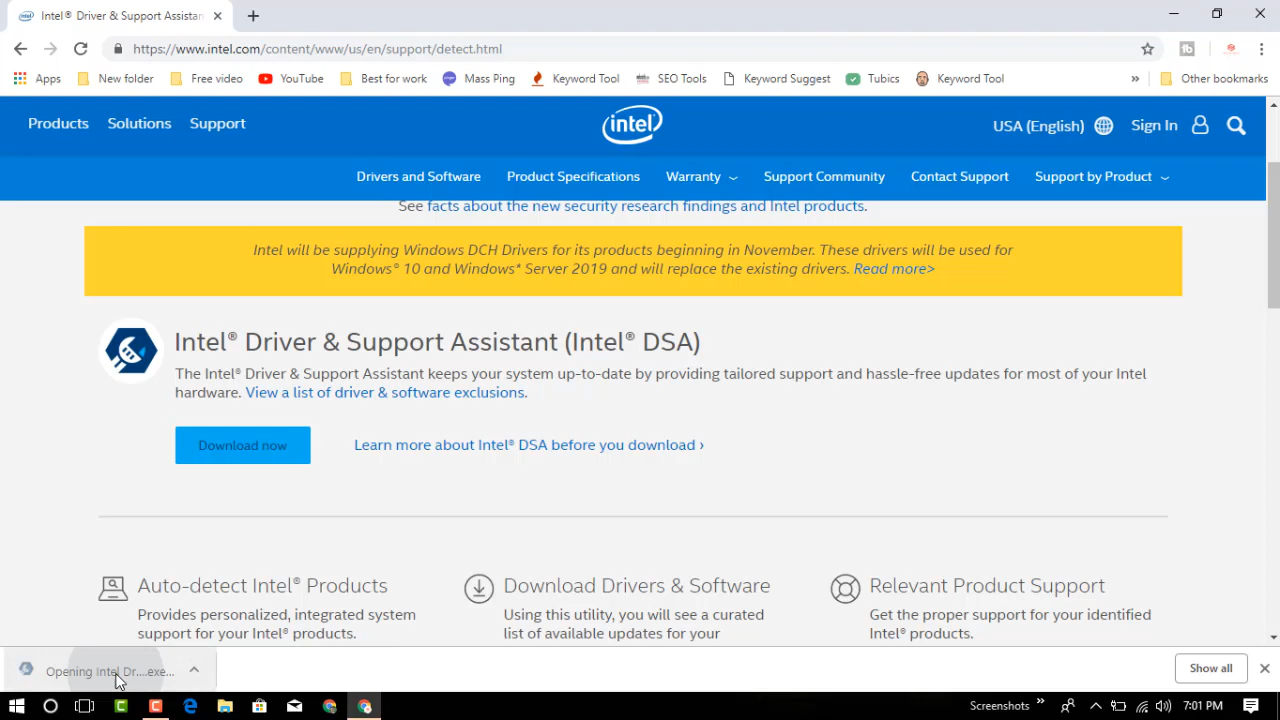 Intel® Driver & Support Assistan
https://www.intel.com/content/www/us/en/support/detect.html
Apps New folder Free video YouTube Best for work Mass Ping Keyword Tool SEO Tools Keyword Suggest Tubics Keyword Tool » Other bookmarks
Products Solutions Support intel USA (English) Sign In
Drivers and Software Product Specifications Warranty Support Community Contact Support Support by Product
See facts about the new security research findings and Intel products.
Intel will be supplying Windows DCH Drivers for its products beginning in November. These drivers will be used for
Windows® 10 and Windows* Server 2019 and will replace the existing drivers. Read more>
Intel® Driver & Support Assistant (Intel® DSA)
The Intel® Driver & Support Assistant keeps your system up-to-date by providing tailored support and hassle-free updates for most of your Intel
hardware. View a list of driver & software exclusions.
Download now Learn more about Intel® DSA before you download ›
Auto-detect Intel® Products
Provides personalized, integrated system
support for your Intel® products.
Download Drivers & Software
Using this utility, you will see a curated
list of available updates for your
Relevant Product Support
Get the proper support for your identified
Intel® products.
Opening Intel Dr....exe... Show all
Screenshots » 7:01 PM